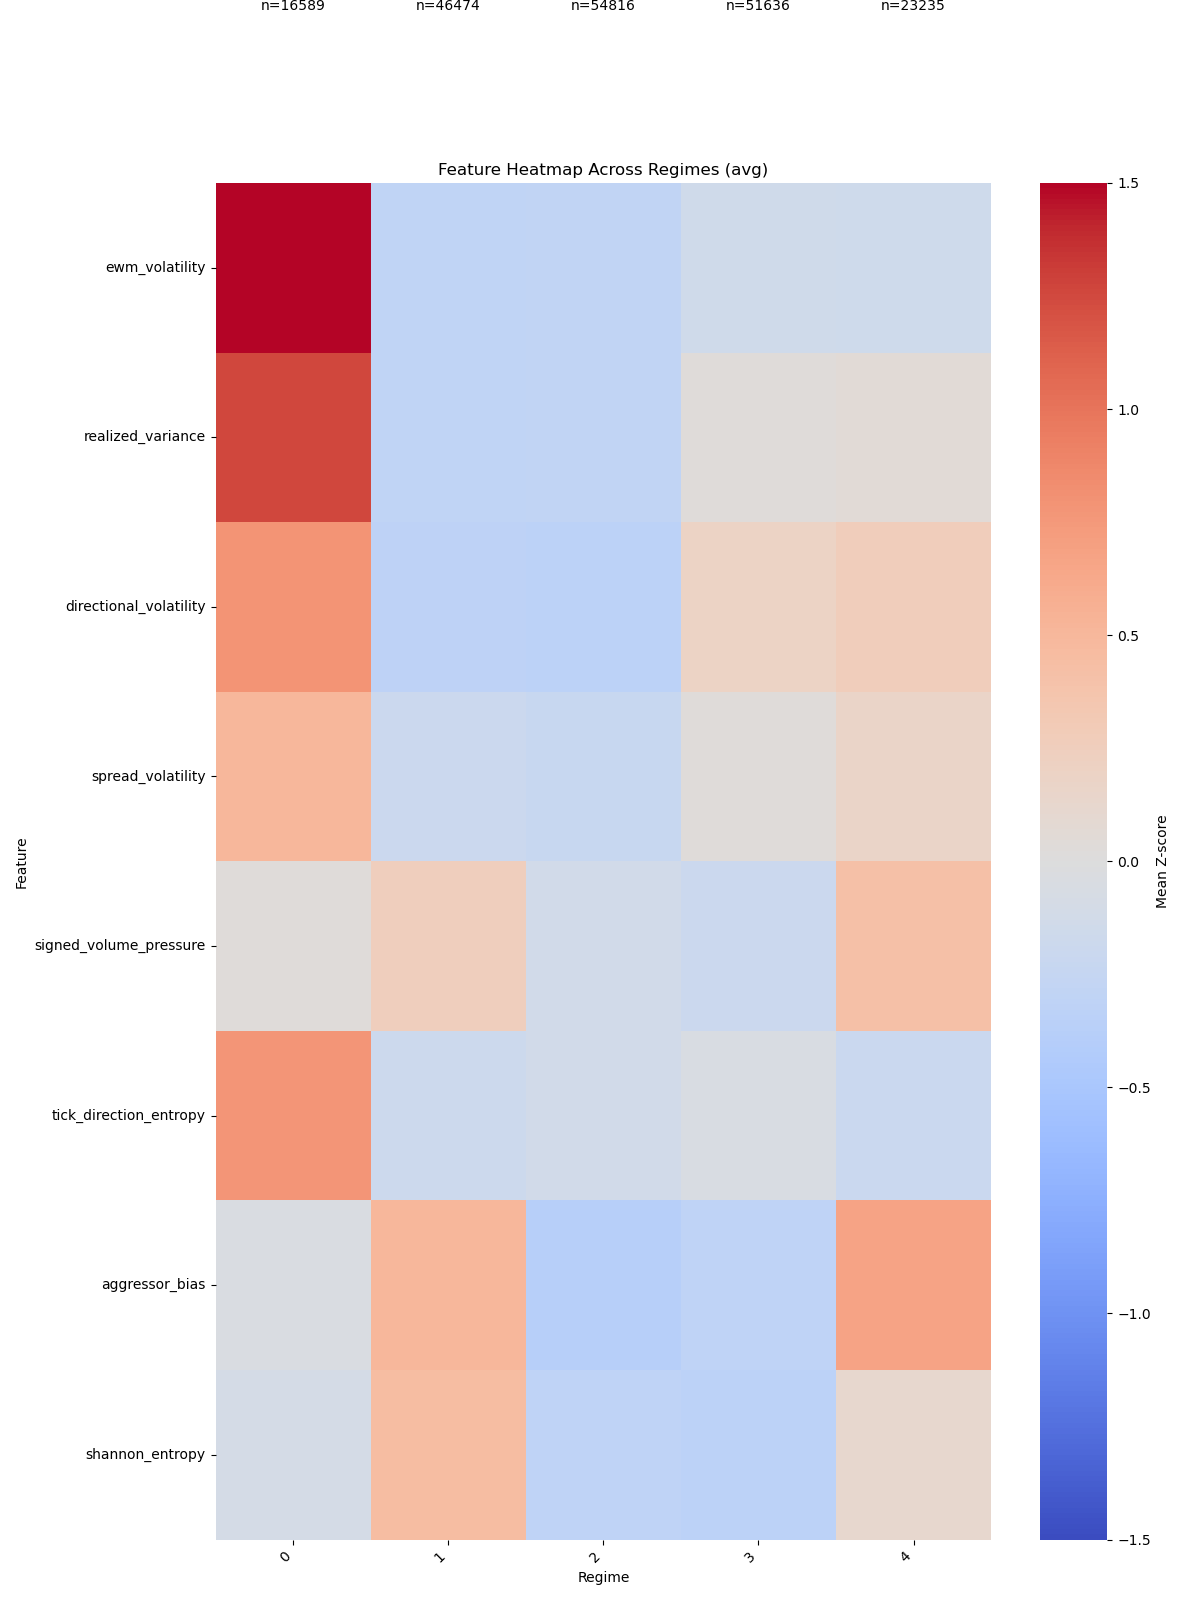 n=16589 n=46474 n=54816 n=51636 n=23235
Feature Heatmap Across Regimes (avg)
ewm_volatility
realized_variance
directional_volatility
spread_volatility
signed_volume_pressure
tick_direction_entropy
aggressor_bias
shannon_entropy
Feature
0 1 2 3 4
Regime
1.5
1.0
0.5
0.0
−0.5
−1.0
−1.5
Mean Z-score